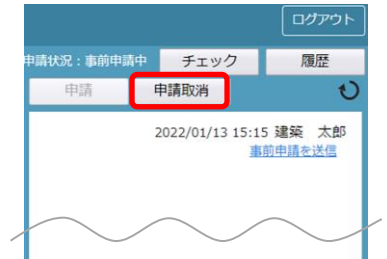 ログアウト
申請状況：事前申請中 チェック 履歴
申請 申請取消
2022/01/13 15:15 建築　太郎
事前申請を送信